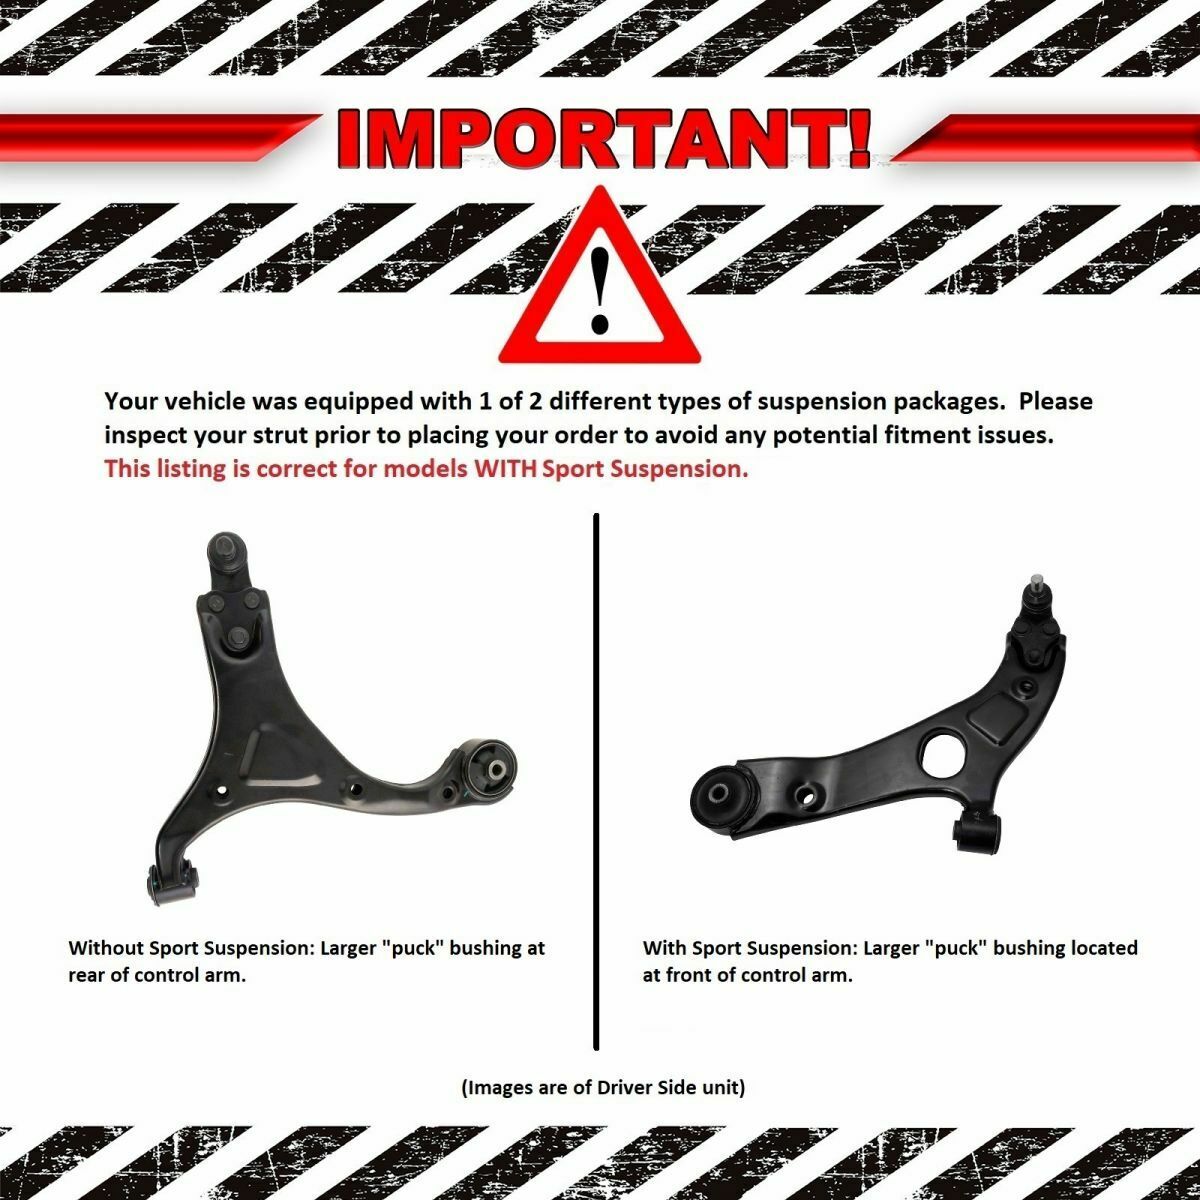 IMPORTANT!
Your vehicle was equipped with 1 of 2 different types of suspension packages.  Please
inspect your strut prior to placing your order to avoid any potential fitment issues.
This listing is correct for models WITH Sport Suspension.
Without Sport Suspension: Larger "puck" bushing at
rear of control arm.
With Sport Suspension: Larger "puck" bushing located
at front of control arm.
(Images are of Driver Side unit)